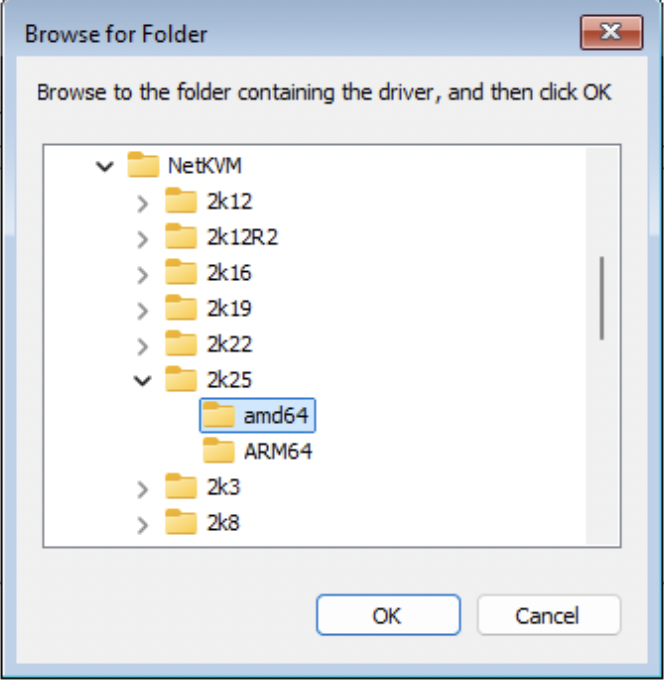 Browse for Folder
Browse to the folder containing the driver, and then click OK
NetKVM
2k12
2k12R2
2k16
2k19
2k22
2k25
amd64
ARM64
2k3
2k8
OK
Cancel